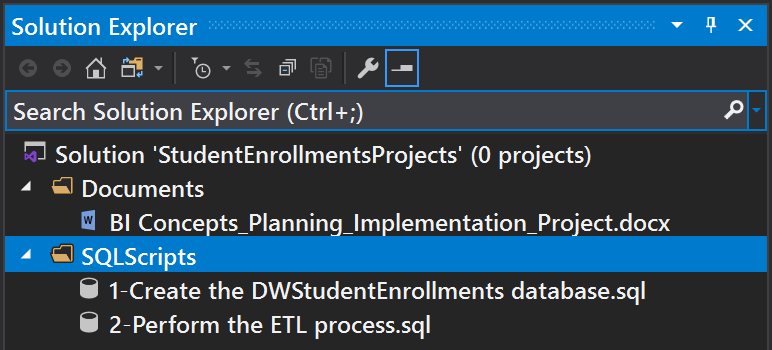 Solution Explorer
Search Solution Explorer (Ctrl+;)
Solution 'StudentEnrollmentsProjects' (0 projects)
Documents
BI Concepts_Planning_Implementation_Project.docx
SQLScripts
1-Create the DWStudentEnrollments database.sql
2-Perform the ETL process.sql